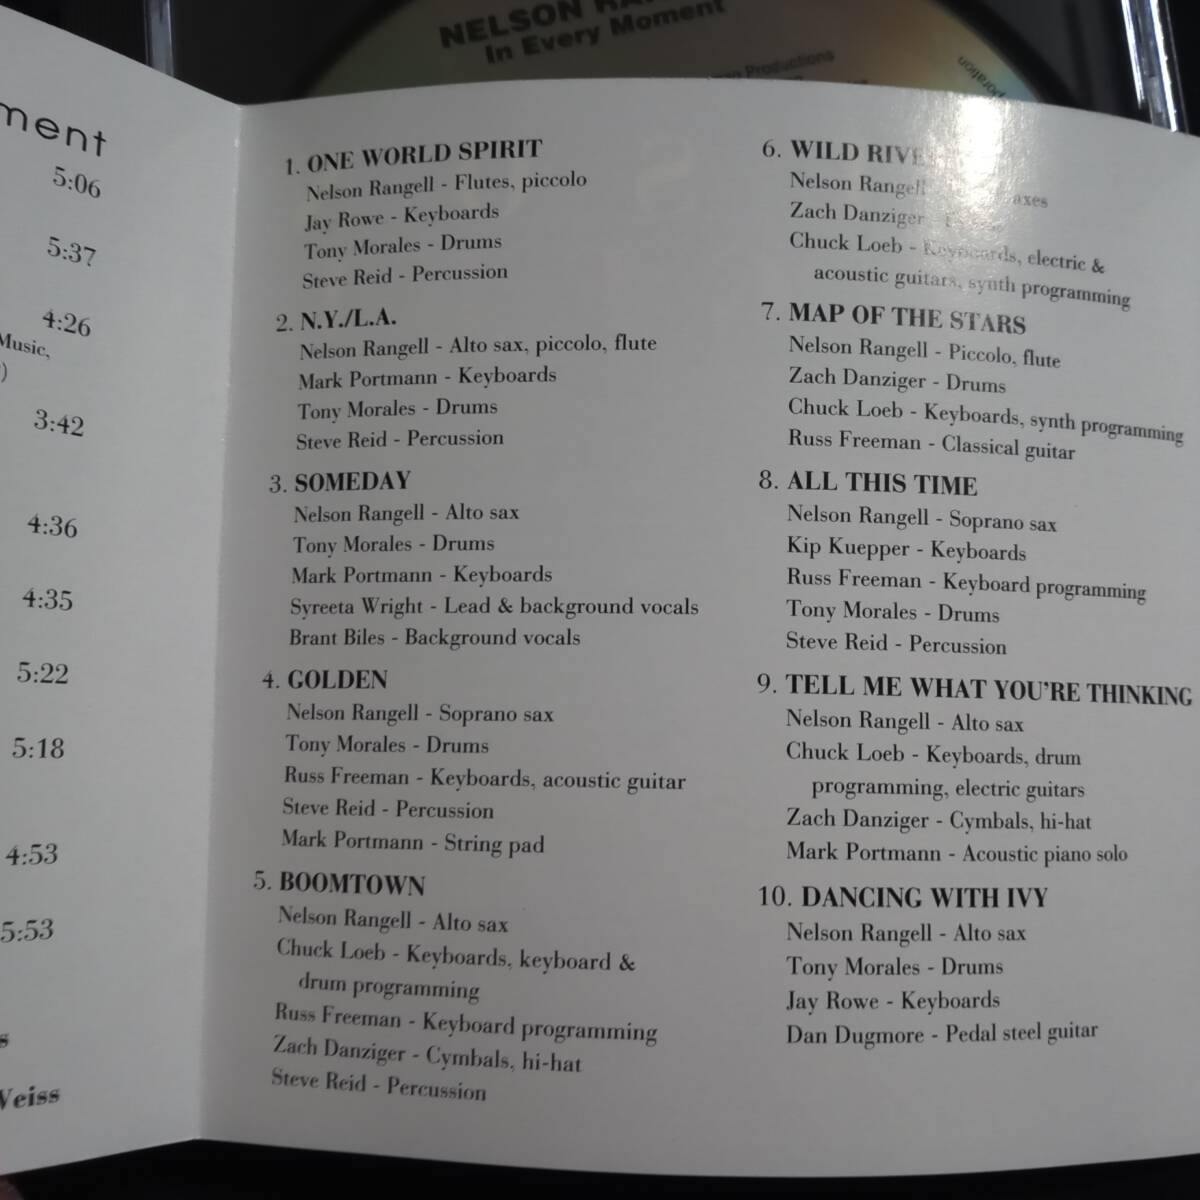 NELSON
In Every Moment
Productions
ment
5:06
5:37
4:26
Music,
)
3:42
4:36
4:35
5:22
5:18
4:53
5:53
s
Weiss
1. ONE WORLD SPIRIT
Nelson Rangell - Flutes, piccolo
Jay Rowe - Keyboards
Tony Morales - Drums
Steve Reid - Percussion
2. N.Y./L.A.
Nelson Rangell - Alto sax, piccolo, flute
Mark Portmann - Keyboards
Tony Morales - Drums
Steve Reid - Percussion
3. SOMEDAY
Nelson Rangell - Alto sax
Tony Morales - Drums
Mark Portmann - Keyboards
Syreeta Wright - Lead & background vocals
Brant Biles - Background vocals
4. GOLDEN
Nelson Rangell - Soprano sax
Tony Morales - Drums
Russ Freeman - Keyboards, acoustic guitar
Steve Reid - Percussion
Mark Portmann - String pad
5. BOOMTOWN
Nelson Rangell - Alto sax
Chuck Loeb - Keyboards, keyboard &
drum programming
Russ Freeman - Keyboard programming
Zach Danziger - Cymbals, hi-hat
Steve Reid - Percussion
6. WILD
Nelson Rangell
Zach Danziger -
Chuck Loeb - Keyboards, electric &
acoustic guitars, synth programming
7. MAP OF THE STARS
Nelson Rangell - Piccolo, flute
Zach Danziger - Drums
Chuck Loeb - Keyboards, synth programming
Russ Freeman - Classical guitar
8. ALL THIS TIME
Nelson Rangell - Soprano sax
Kip Kuepper - Keyboards
Russ Freeman - Keyboard programming
Tony Morales - Drums
Steve Reid - Percussion
9. TELL ME WHAT YOU'RE THINKING
Nelson Rangell - Alto sax
Chuck Loeb - Keyboards, drum
programming, electric guitars
Zach Danziger - Cymbals, hi-hat
Mark Portmann - Acoustic piano solo
10. DANCING WITH IVY
Nelson Rangell - Alto sax
Tony Morales - Drums
Jay Rowe - Keyboards
Dan Dugmore - Pedal steel guitar